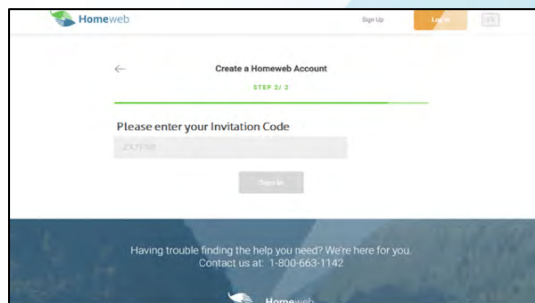 Homeweb
Sign Up
Log in
Create a Homeweb Account
STEP 2/ 2
Please enter your Invitation Code
Sign In
Having trouble finding the help you need? We're here for you.
Contact us at: 1-800-663-1142
Homeweb